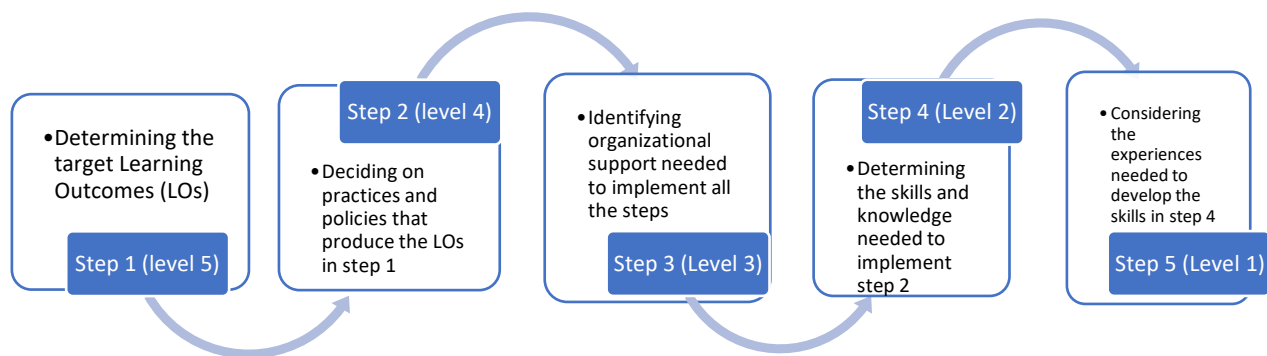 •Determining the
target Learning
Outcomes (LOs)
Step 1 (level 5)
Step 2 (level 4)
•Deciding on
practices and
policies that
produce the LOs
in step 1
•Identifying
organizational
support needed
to implement all
the steps
Step 3 (Level 3)
Step 4 (Level 2)
•Determining
the skills and
knowledge
needed to
implement
step 2
•Considering
the
experiences
needed to
develop the
skills in step 4
Step 5 (Level 1)